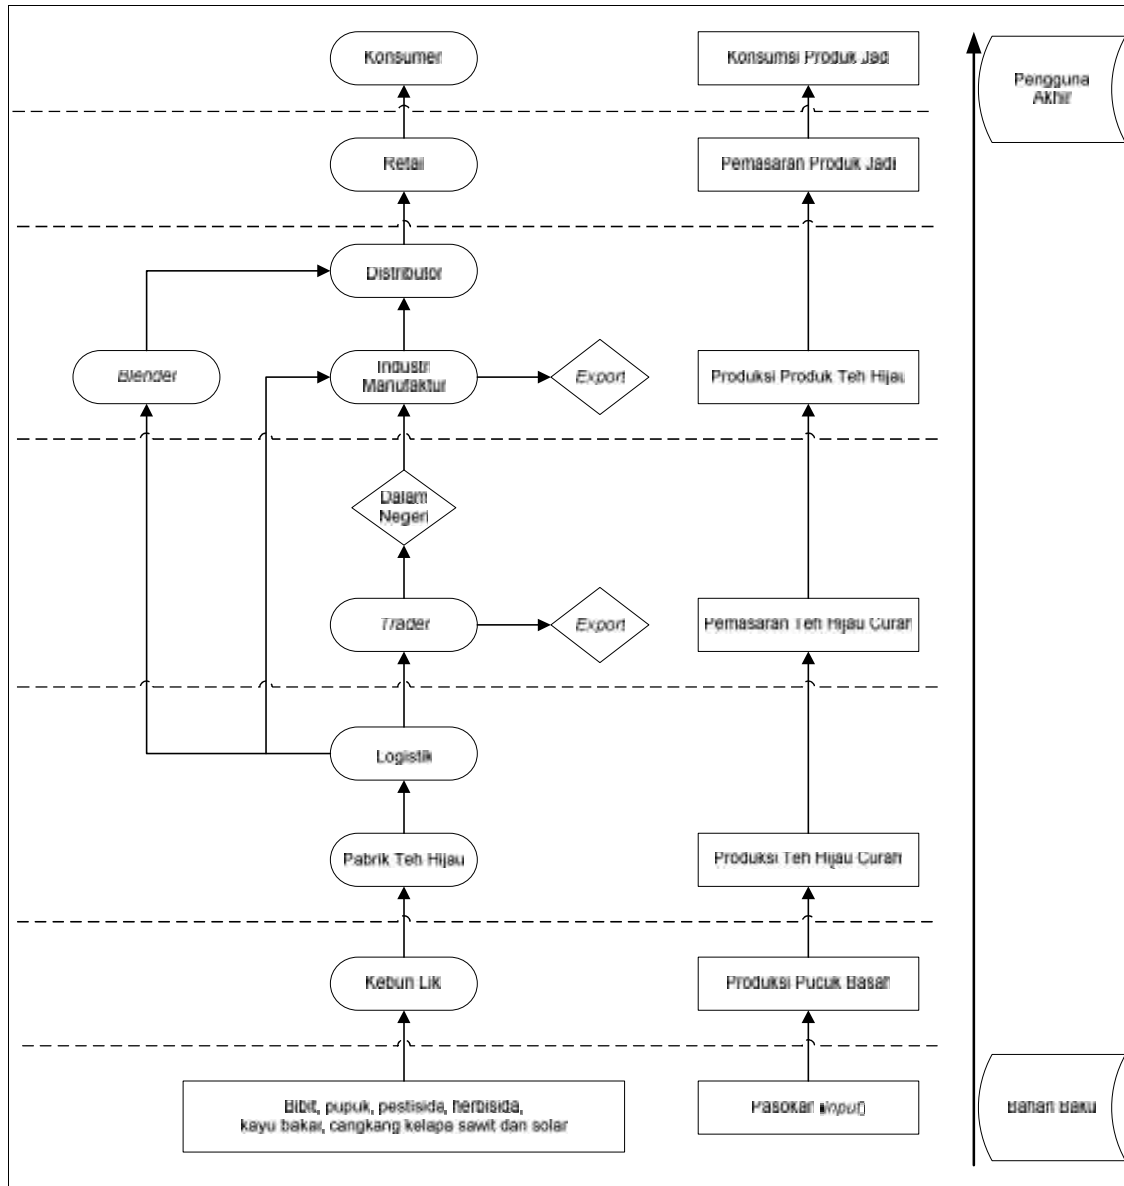 Konsumer
Konsumsi Produk Jadi
Pengguna
Akhir
Retail
Pemasaran Produk Jadi
Distributor
Blender
Industri
Manufaktur
Export
Produksi Produk Teh Hijau
Dalam
Negeri
Trader
Export
Pemasaran Teh Hijau Curah
Logistik
Pabrik Teh Hijau
Produksi Teh Hijau Curah
Kebun Lik
Produksi Pucuk Basah
Bibit, pupuk, pestisida, herbisida,
kayu bakar, cangkang kelapa sawit dan solar
Pasokan (input)
Bahan Baku